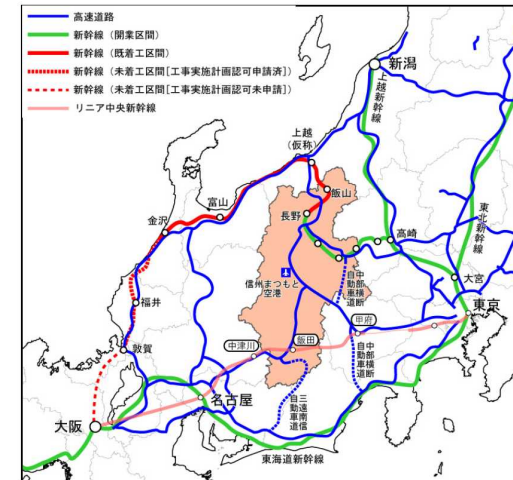 高速道路
新幹線（開業区間）
新幹線（既着工区間）
新幹線（未着工区間［工事実施計画認可申請済］）
新幹線（未着工区間［工事実施計画認可未申請］）
リニア中央新幹線
新潟
上越新幹線
上越
（仮称）
飯山
富山
長野
金沢
高崎
東北新幹線
信州まつもと
空港
中部横断
自動車道
大宮
福井
東京
甲府
敦賀
中津川
飯田
中部横断
自動車道
名古屋
三遠南信
自動車道
大阪
東海道新幹線